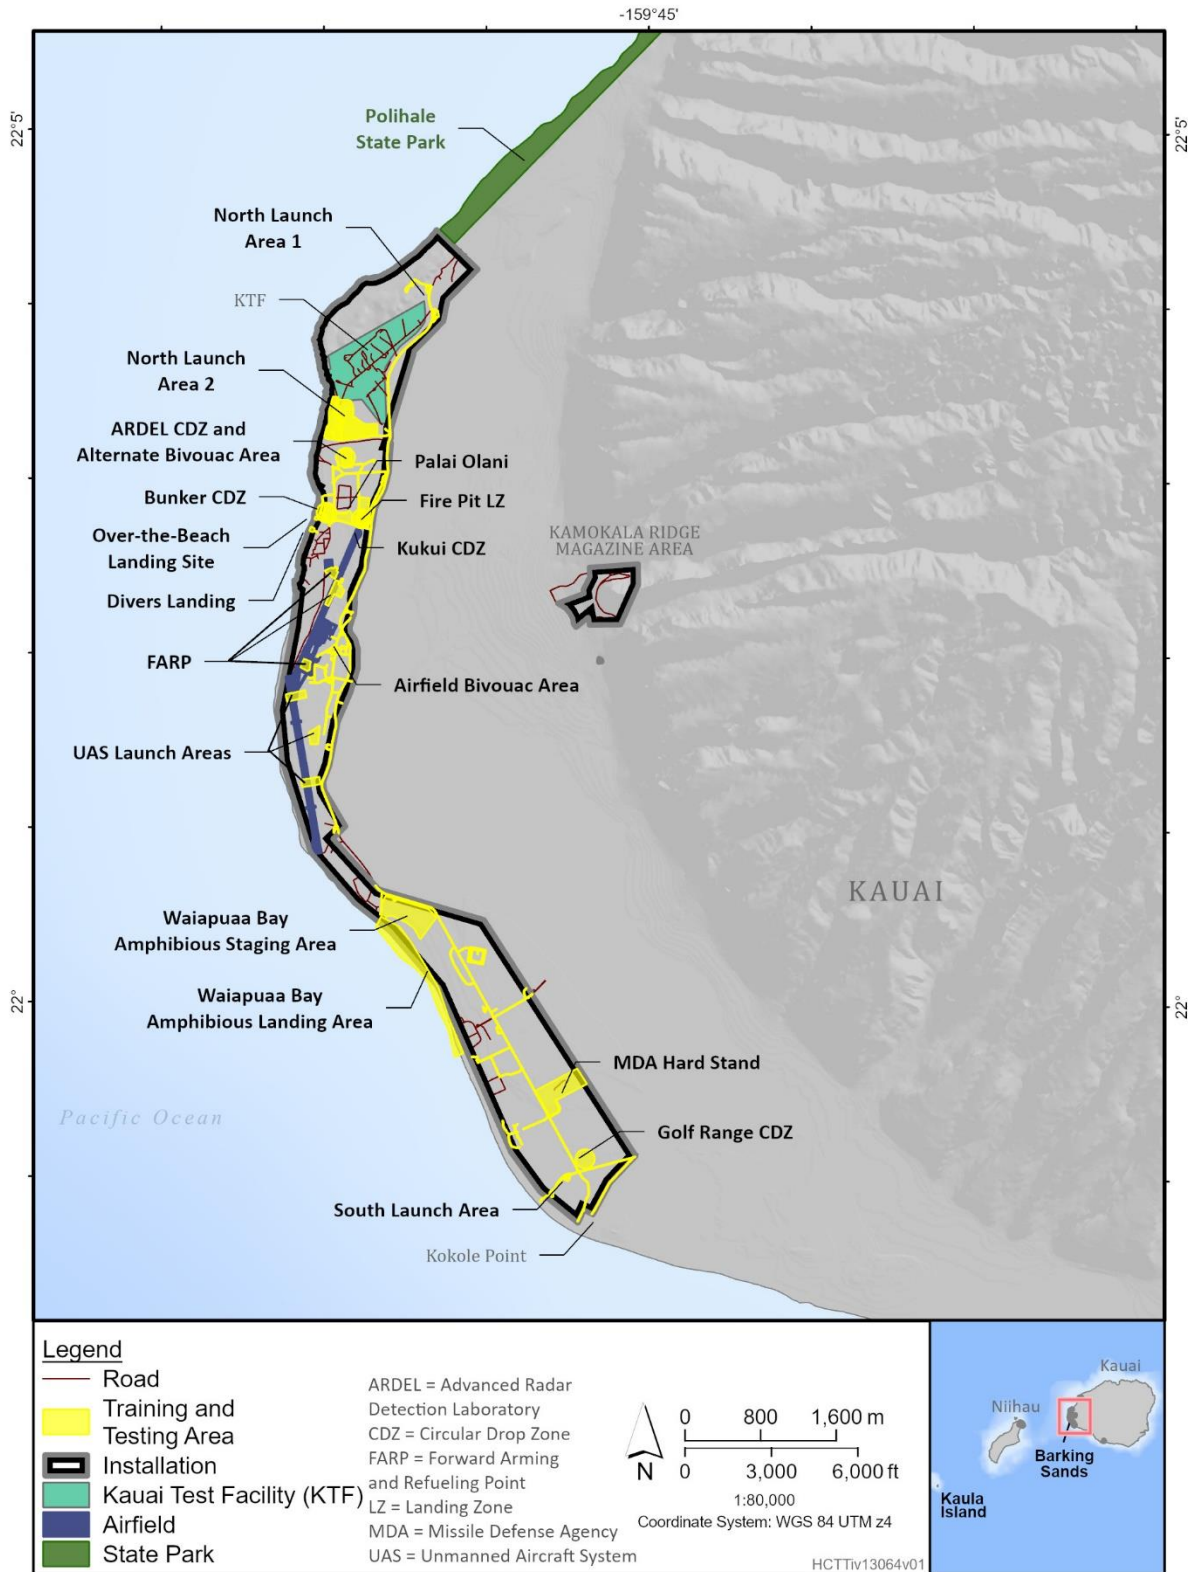 -159°45'
22°5'
22°5'
Polihale
State Park
North Launch
Area 1
KTF
North Launch
Area 2
ARDEL CDZ and
Alternate Bivouac Area
Palai Olani
Bunker CDZ
Fire Pit LZ
Over-the-Beach
Landing Site
Kukui CDZ
KAMOKALA RIDGE
MAGAZINE AREA
Divers Landing
FARP
Airfield Bivouac Area
UAS Launch Areas
KAUAI
Waiapuaa Bay
Amphibious Staging Area
Waiapuaa Bay
Amphibious Landing Area
22°
22°
MDA Hard Stand
Pacific Ocean
Golf Range CDZ
South Launch Area
Kokole Point
Legend
Road
Training and
Testing Area
Installation
Kauai Test Facility (KTF)
Airfield
State Park
ARDEL = Advanced Radar
Detection Laboratory
CDZ = Circular Drop Zone
FARP = Forward Arming
and Refueling Point
LZ = Landing Zone
MDA = Missile Defense Agency
UAS = Unmanned Aircraft System
N
0 800 1,600 m
0 3,000 6,000 ft
1:80,000
Coordinate System: WGS 84 UTM z4
HCTTiv13064v01
Kauai
Niihau
Barking
Sands
Kaula
Island